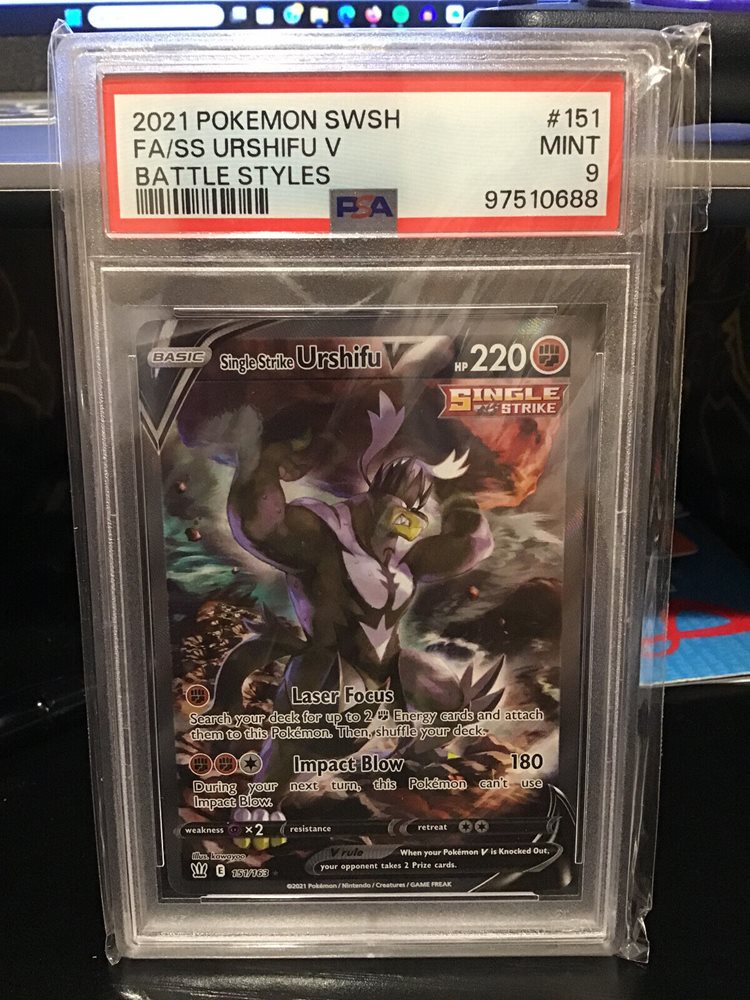 2021 POKEMON SWSH #151
FA/SS URSHIFU V MINT
BATTLE STYLES 9
PSA 97510688
BASIC Single Strike Urshifu V HP 220
SINGLE STRIKE
Laser Focus
Search your deck for up to 2 Energy cards and attach
them to this Pokémon. Then, shuffle your deck.
Impact Blow 180
During your next turn, this Pokémon can't use
Impact Blow.
weakness ×2 resistance retreat
V rule When your Pokémon V is Knocked Out,
your opponent takes 2 Prize cards.
illus. kawayoo
E 151/163
©2021 Pokémon / Nintendo / Creatures / GAME FREAK